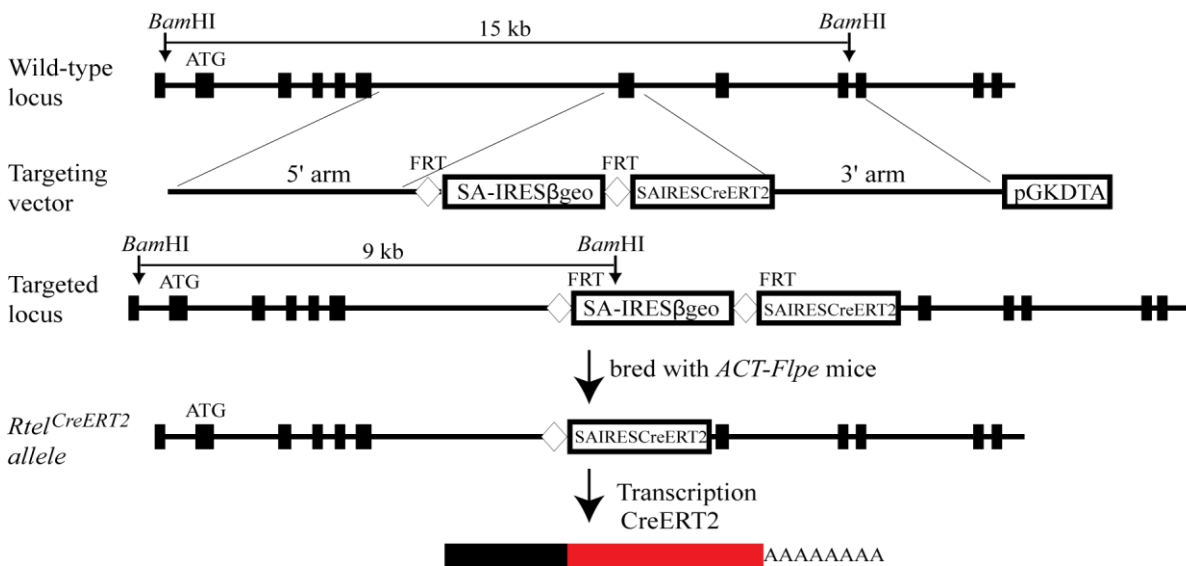 BamHI
BamHI
15 kb
ATG
Wild-type
locus
FRT
FRT
5' arm
3' arm
Targeting
vector
SA-IRESβgeo
SAIRESCreERT2
pGKDTA
BamHI
BamHI
9 kb
ATG
FRT
FRT
Targeted
locus
SA-IRESβgeo
SAIRESCreERT2
bred with ACT-Flpe mice
ATG
Rtel^CreERT2
allele
SAIRESCreERT2
Transcription
CreERT2
AAAAAAAA